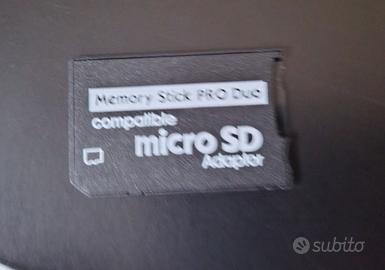 Memory Stick PRO Duo
compatible
micro SD
Adaptor
subito